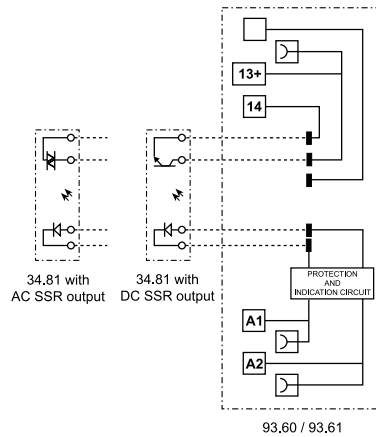 13+
14
34.81 with
AC SSR output
34.81 with
DC SSR output
PROTECTION
AND
INDICATION CIRCUIT
A1
A2
93.60 / 93.61